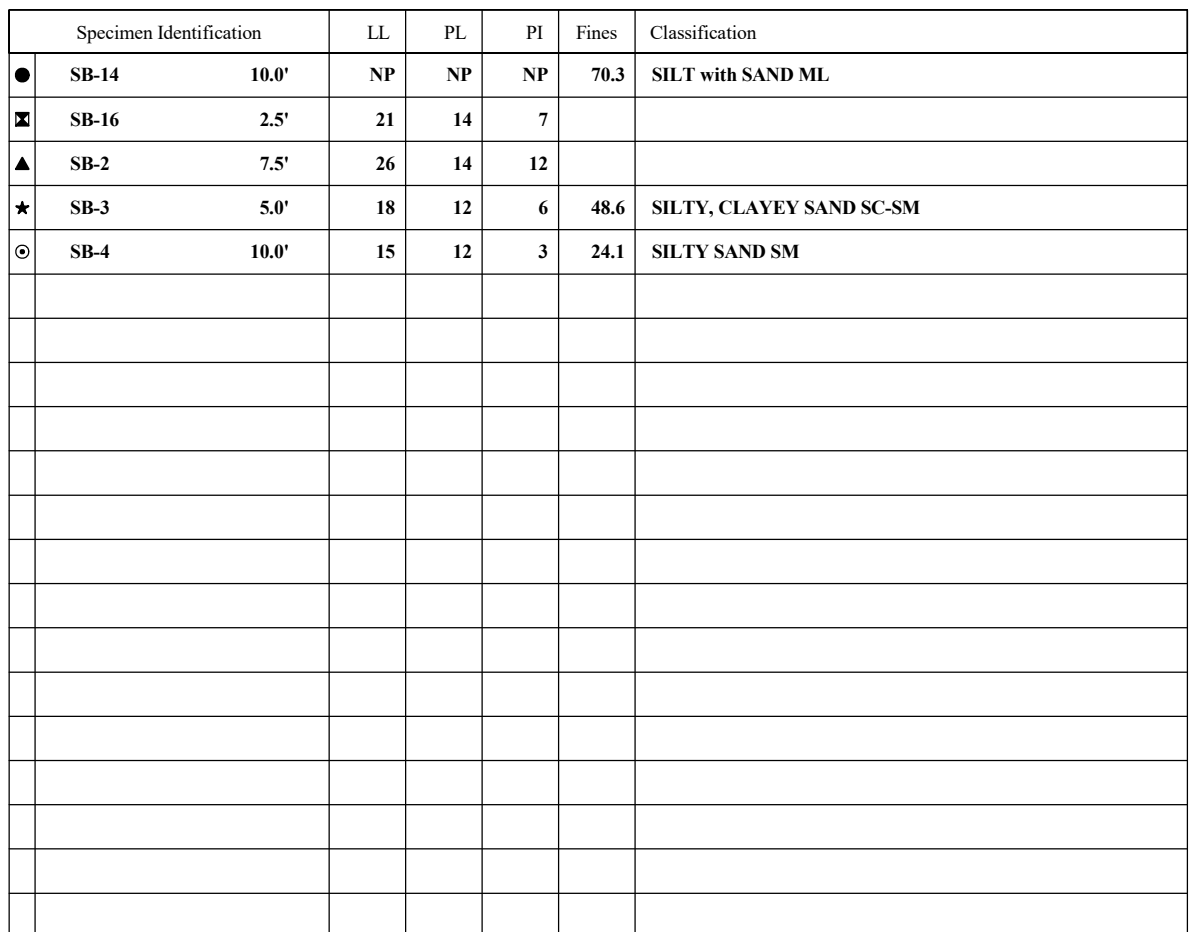 Specimen Identification LL PL PI Fines Classification
● SB-14 10.0' NP NP NP 70.3 SILT with SAND ML
SB-16 2.5' 21 14 7
▲ SB-2 7.5' 26 14 12
★ SB-3 5.0' 18 12 6 48.6 SILTY, CLAYEY SAND SC-SM
⊙ SB-4 10.0' 15 12 3 24.1 SILTY SAND SM